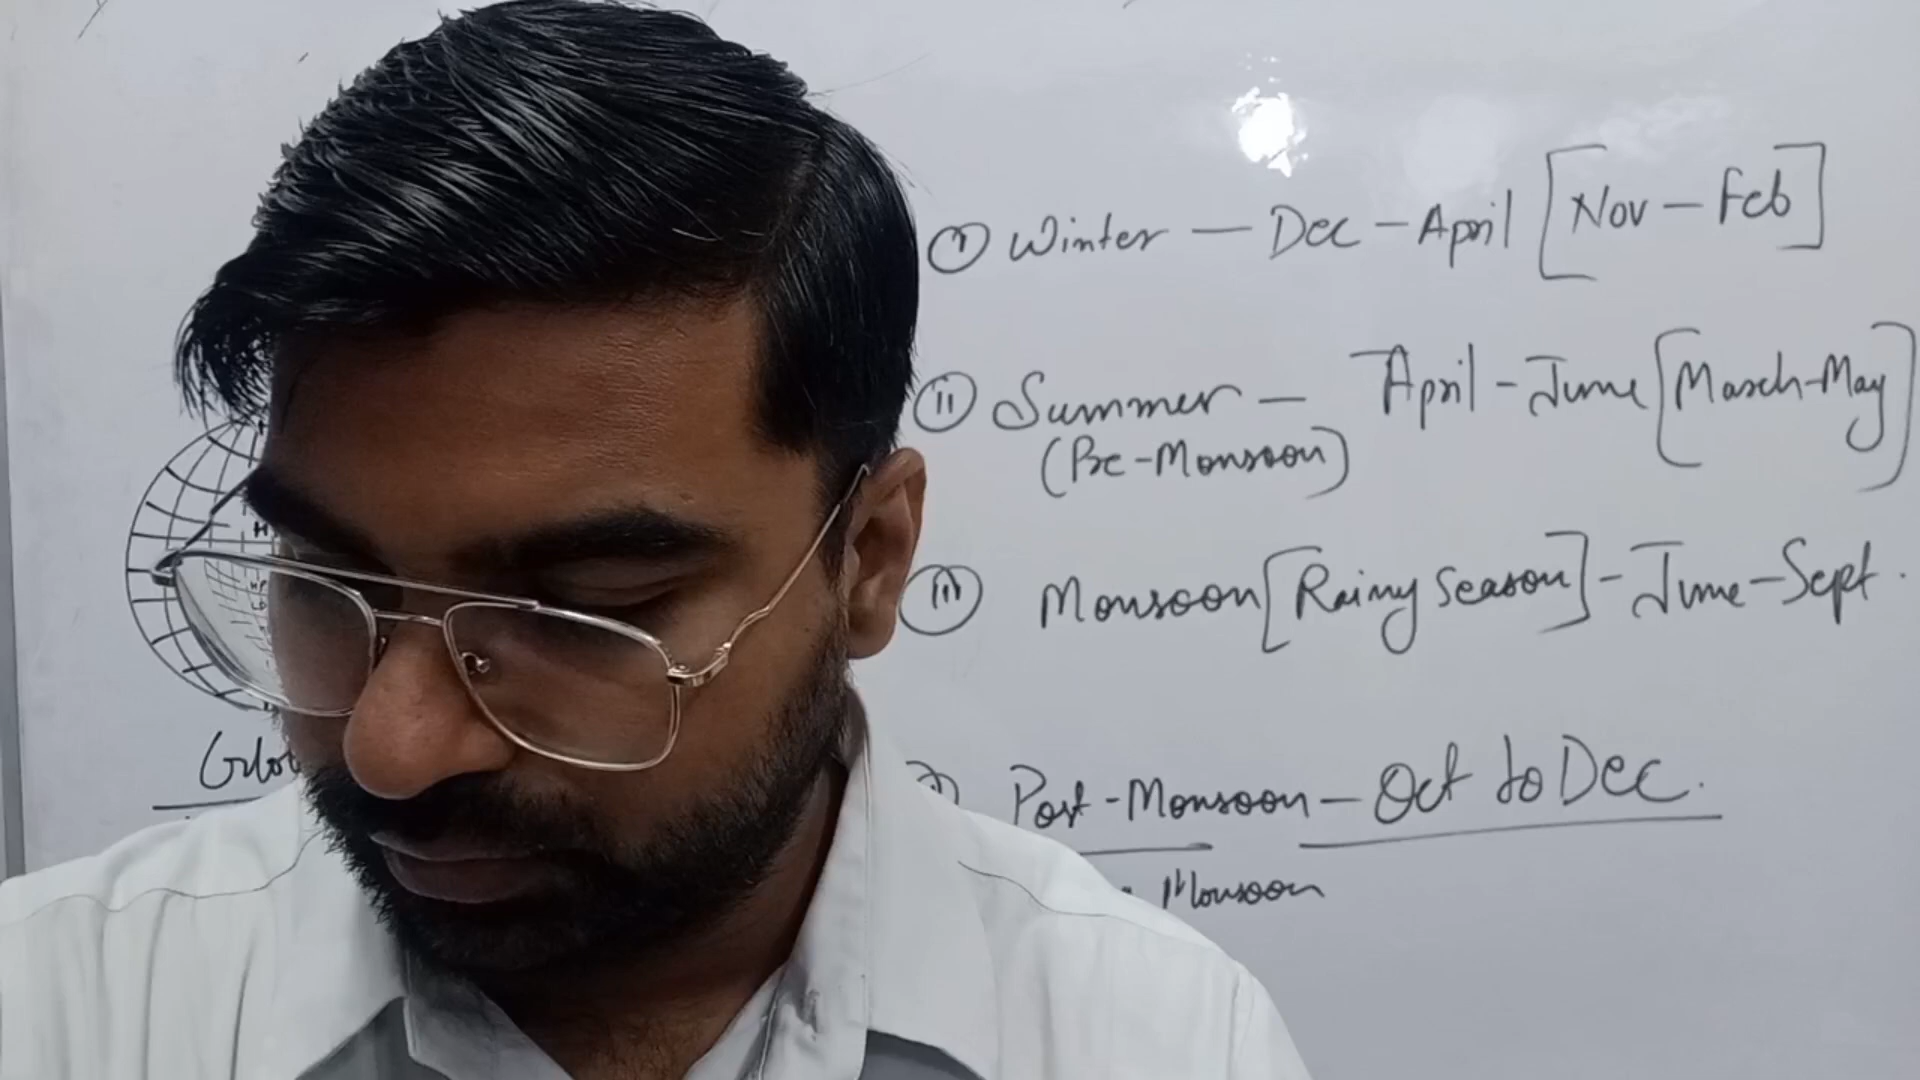 (i) Winter — Dec - April [Nov - Feb]
(ii) Summer — April - June [March-May]
(Pre-Monsoon)
(iii) Monsoon [Rainy Season] - June - Sept.
Post - Monsoon — Oct to Dec.
Monsoon